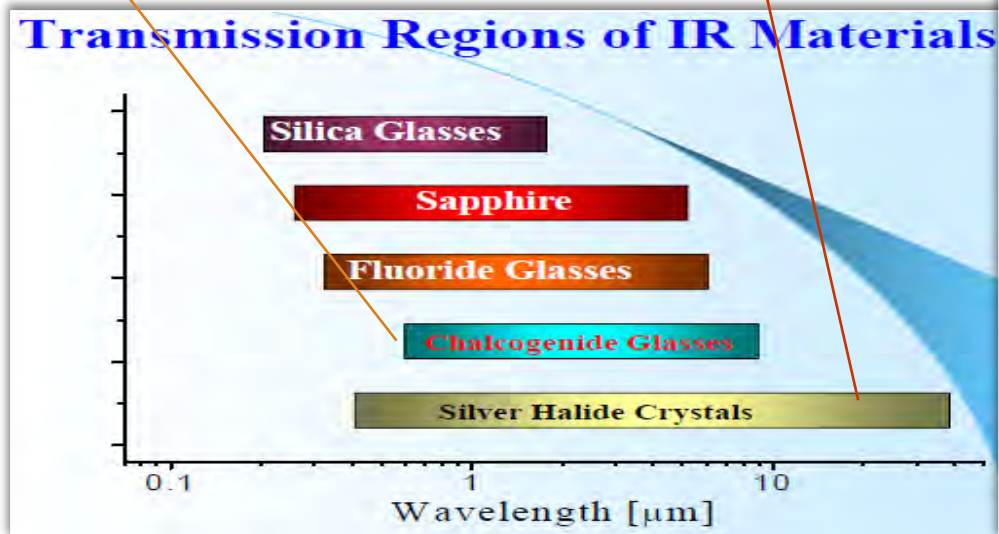 Transmission Regions of IR Materials
Silica Glasses
Sapphire
Fluoride Glasses
Chalcogenide Glasses
Silver Halide Crystals
0.1 1 10
Wavelength [μm]